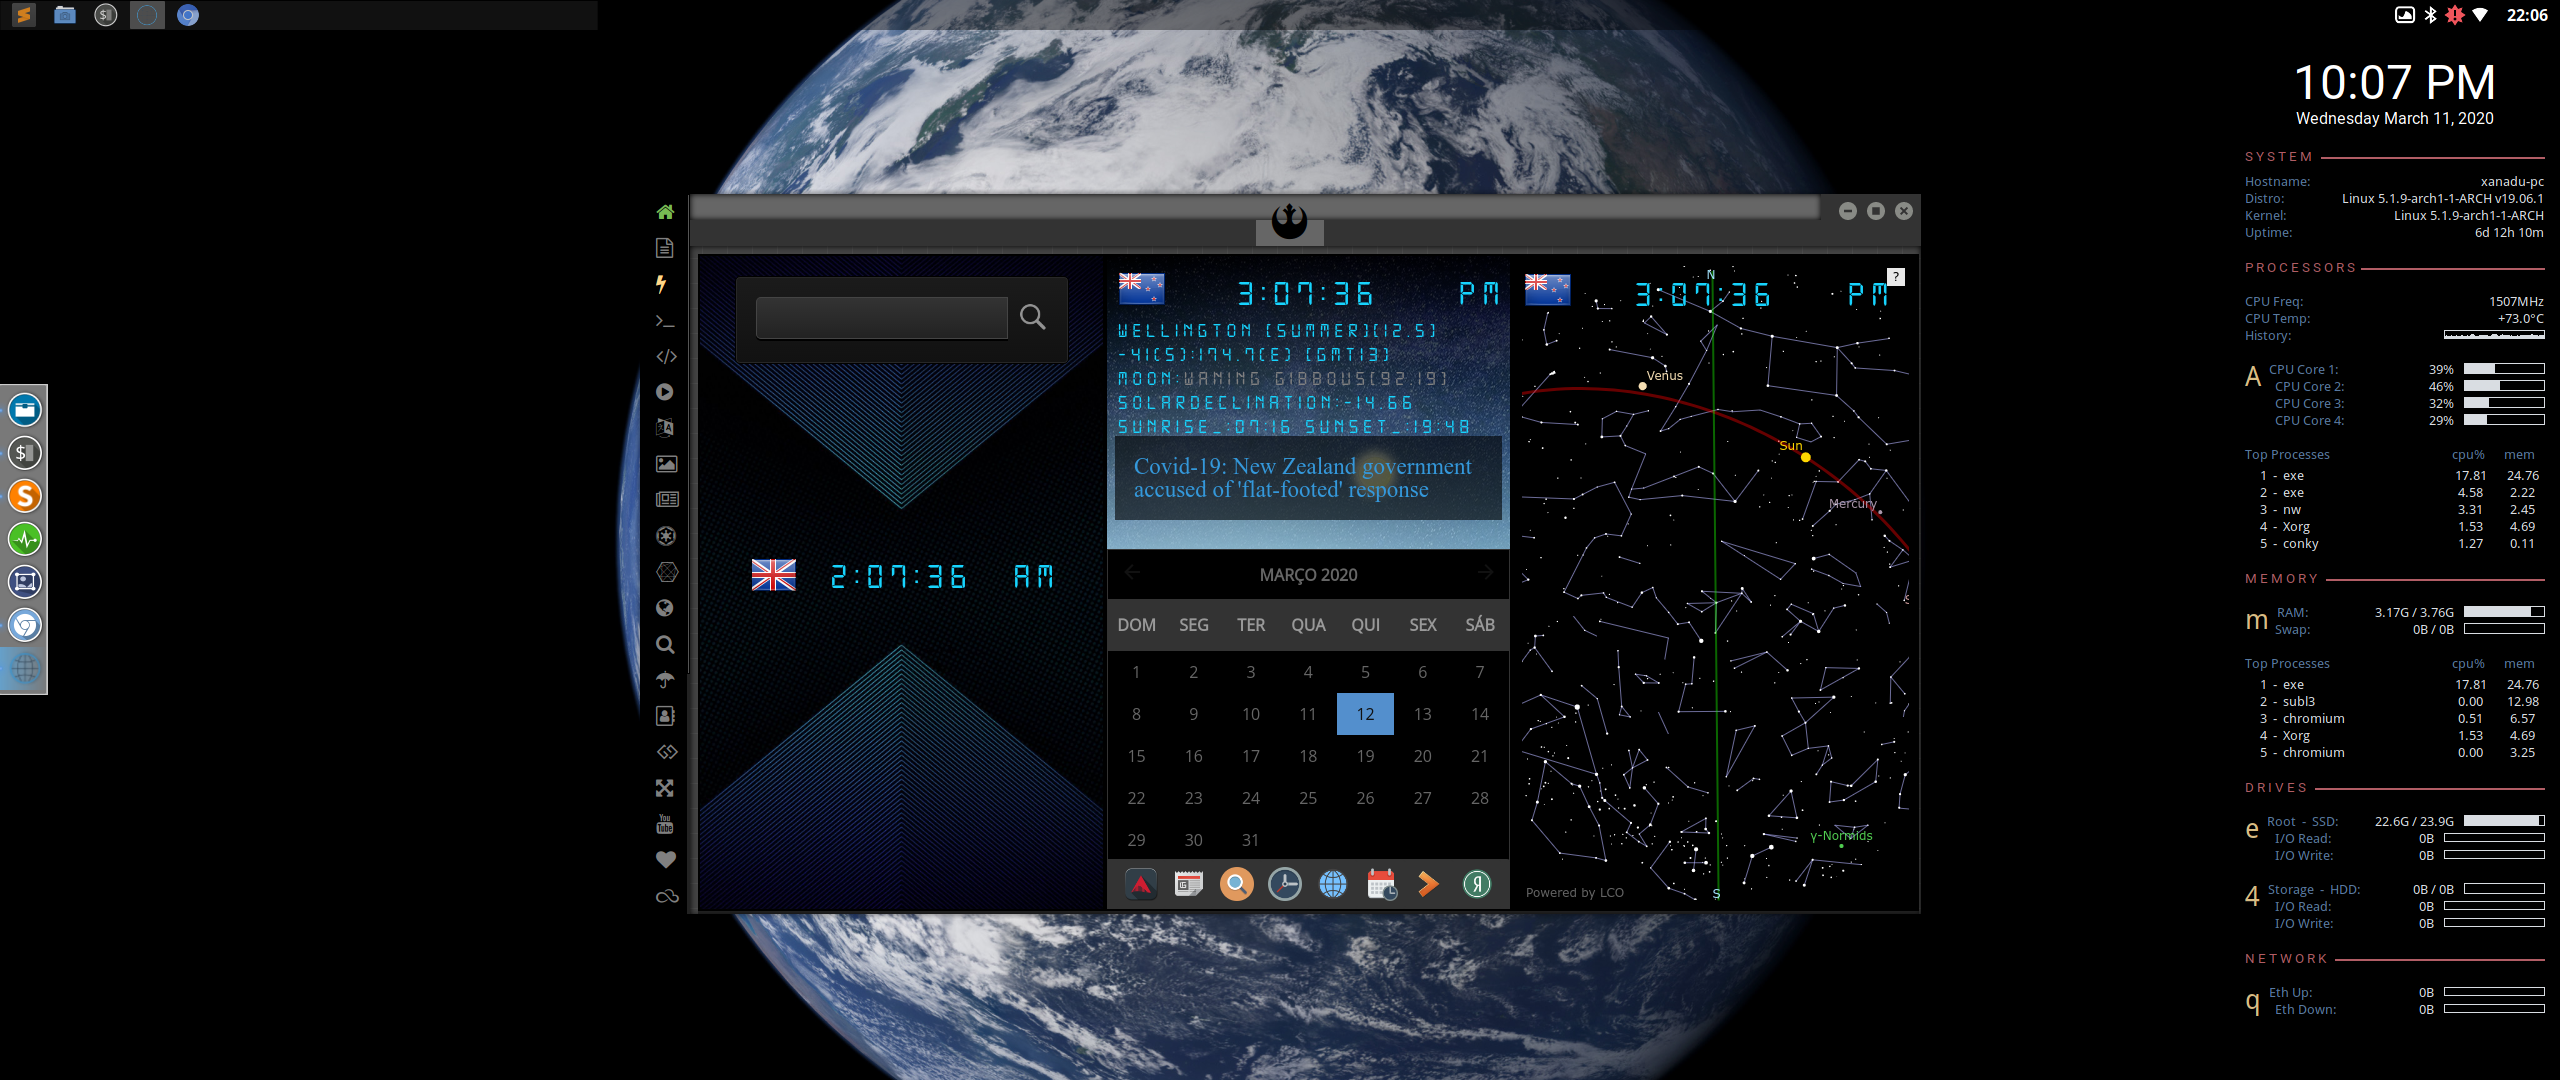 22:06
10:07 PM
Wednesday March 11, 2020
SYSTEM
Hostname: xanadu-pc
Distro: Linux 5.1.9-arch1-1-ARCH v19.06.1
Kernel: Linux 5.1.9-arch1-1-ARCH
Uptime: 6d 12h 10m
PROCESSORS
CPU Freq: 1507MHz
CPU Temp: +73.0°C
History:
A CPU Core 1: 39%
CPU Core 2: 46%
CPU Core 3: 32%
CPU Core 4: 29%
Top Processes cpu% mem
1 - exe 17.81 24.76
2 - exe 4.58 2.22
3 - nw 3.31 2.45
4 - Xorg 1.53 4.69
5 - conky 1.27 0.11
MEMORY
m RAM: 3.17G / 3.76G
Swap: 0B / 0B
Top Processes cpu% mem
1 - exe 17.81 24.76
2 - subl3 0.00 12.98
3 - chromium 0.51 6.57
4 - Xorg 1.53 4.69
5 - chromium 0.00 3.25
DRIVES
e Root - SSD: 22.6G / 23.9G
I/O Read: 0B
I/O Write: 0B
4 Storage - HDD: 0B / 0B
I/O Read: 0B
I/O Write: 0B
NETWORK
q Eth Up: 0B
Eth Down: 0B
2:07:36 AM
3:07:36 PM
WELLINGTON (SUMMER)(12.5)
-41(S):174.7(E) (GMT13)
MOON:WANING GIBBOUS(92.19)
SOLARDECLINATION:-14.66
SUNRISE_:07:16 SUNSET_:19:48
Covid-19: New Zealand government
accused of 'flat-footed' response
MARÇO 2020
DOM SEG TER QUA QUI SEX SÁB
1 2 3 4 5 6 7
8 9 10 11 12 13 14
15 16 17 18 19 20 21
22 23 24 25 26 27 28
29 30 31
3:07:36 PM
?
N
Venus
Sun
Mercury
γ-Normids
S
Powered by LCO
You
Tube